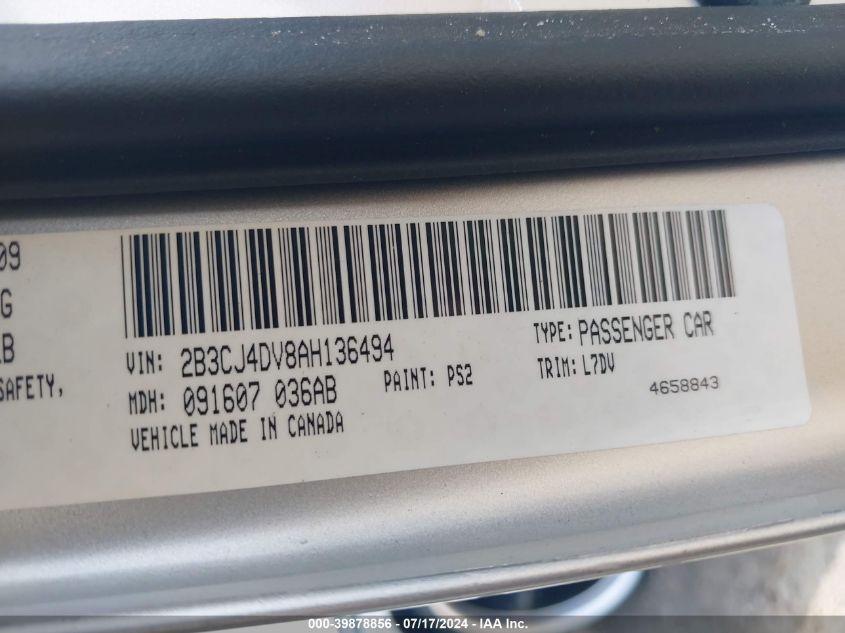 09
G
LB
SAFETY,
VIN: 2B3CJ4DV8AH136494
TYPE: PASSENGER CAR
MDH: 091607 036AB
PAINT: PS2
TRIM: L7DV
VEHICLE MADE IN CANADA
4658843
000-39878856 - 07/17/2024 - IAA Inc.